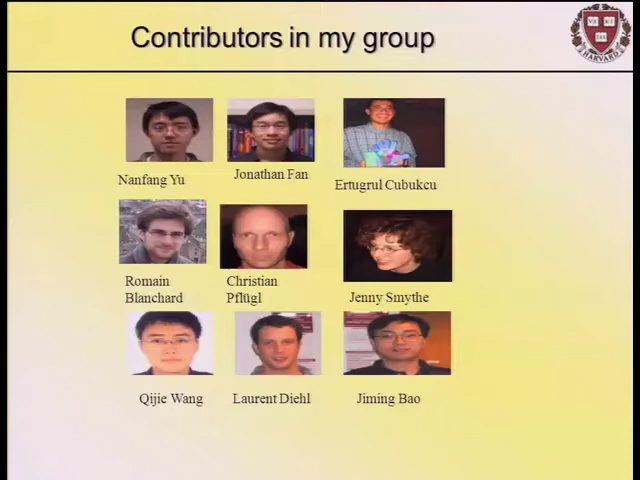 Contributors in my group
HARVARD
Nanfang Yu
Jonathan Fan
Ertugrul Cubukcu
Romain
Blanchard
Christian
Pflügl
Jenny Smythe
Qijie Wang
Laurent Diehl
Jiming Bao